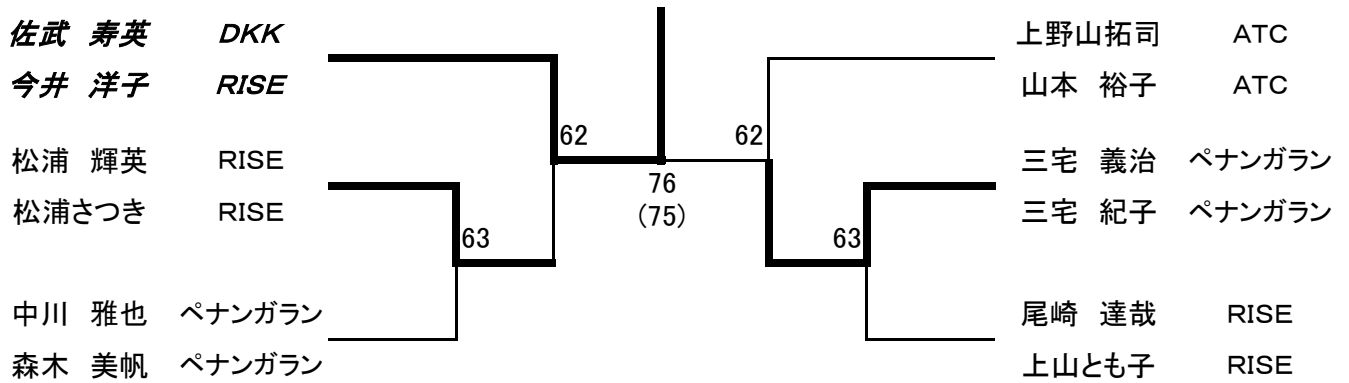 佐武　寿英　DKK
今井　洋子　RISE
松浦　輝英　RISE
松浦さつき　RISE
中川　雅也　ペナンガラン
森木　美帆　ペナンガラン
62
63
76
(75)
62
63
上野山拓司　ATC
山本　裕子　ATC
三宅　義治　ペナンガラン
三宅　紀子　ペナンガラン
尾崎　達哉　RISE
上山とも子　RISE